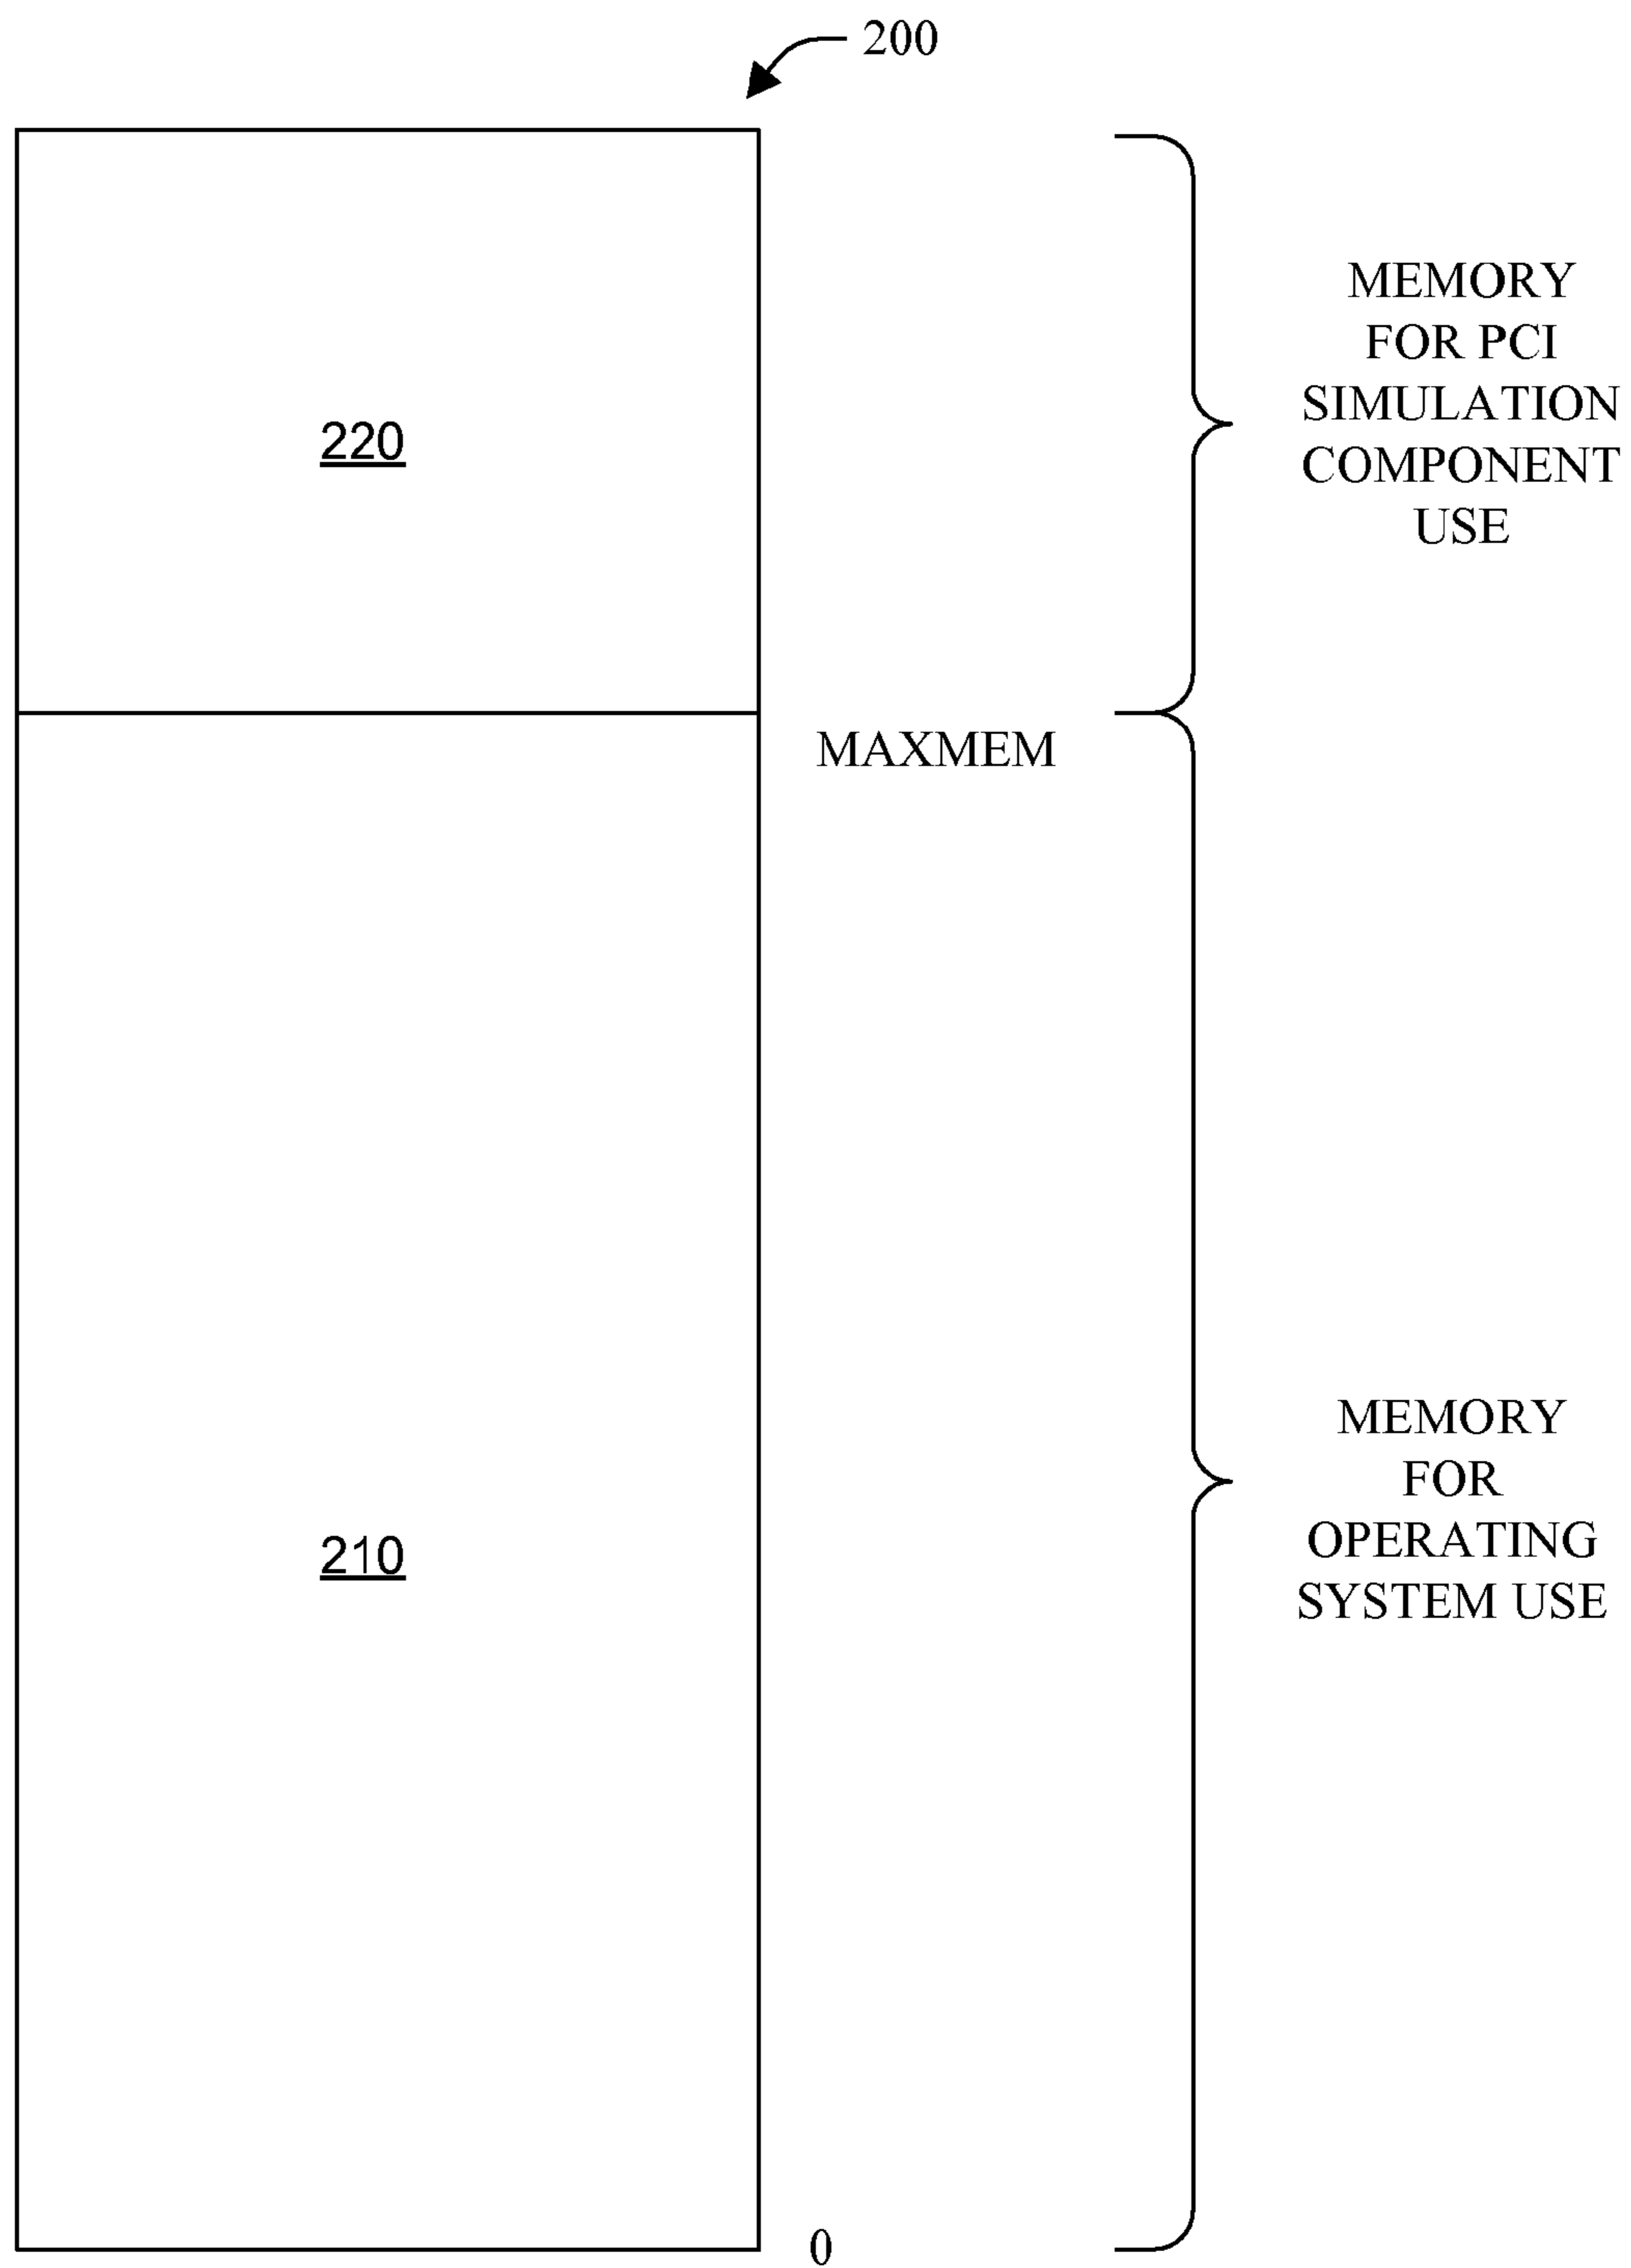 200
MEMORY
FOR PCI
SIMULATION
COMPONENT
USE
220
MAXMEM
MEMORY
FOR
OPERATING
SYSTEM USE
210
0